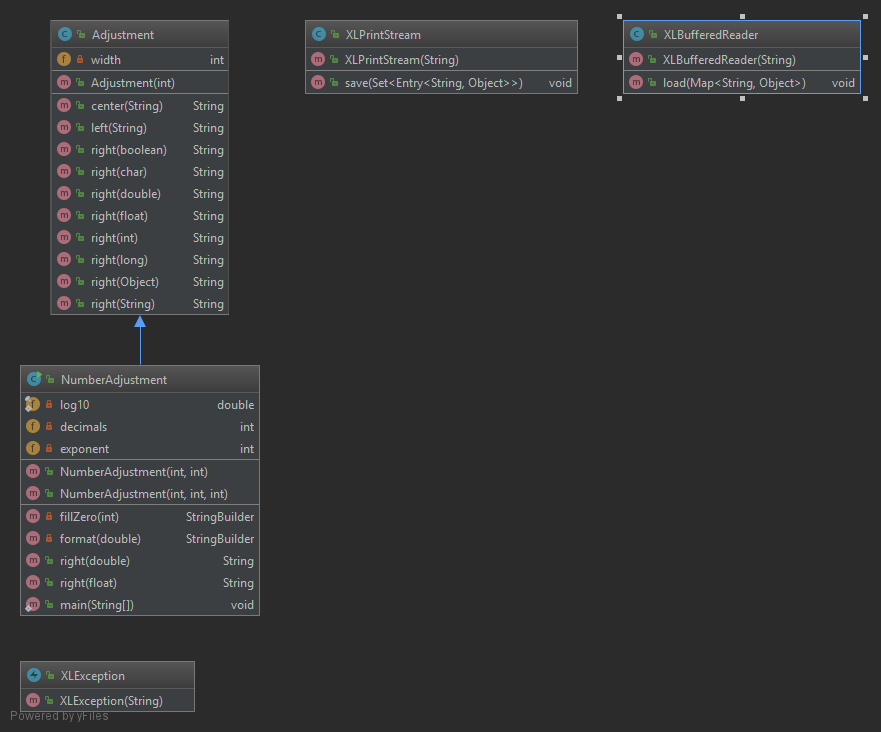 Adjustment
width int
Adjustment(int)
center(String) String
left(String) String
right(boolean) String
right(char) String
right(double) String
right(float) String
right(int) String
right(long) String
right(Object) String
right(String) String
XLPrintStream
XLPrintStream(String)
save(Set<Entry<String, Object>>) void
XLBufferedReader
XLBufferedReader(String)
load(Map<String, Object>) void
NumberAdjustment
log10 double
decimals int
exponent int
NumberAdjustment(int, int)
NumberAdjustment(int, int, int)
fillZero(int) StringBuilder
format(double) StringBuilder
right(double) String
right(float) String
main(String[]) void
XLException
XLException(String)
Powered by yFiles